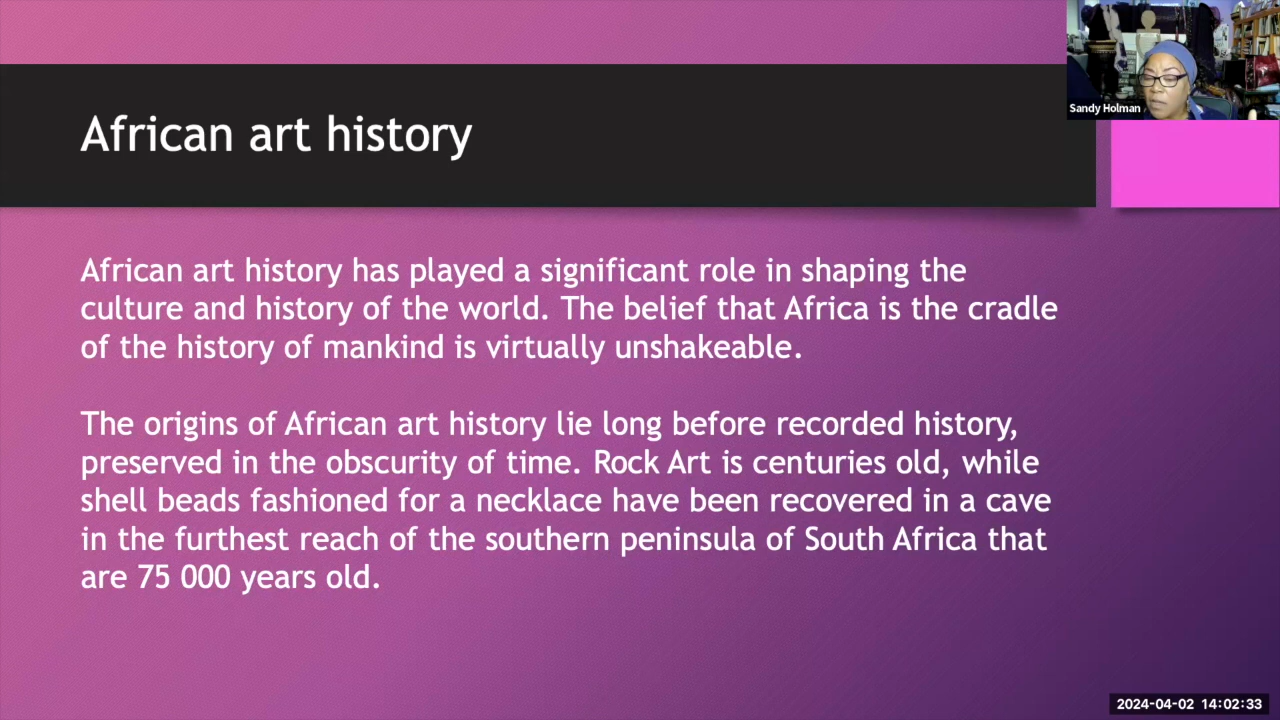 Sandy Holman
African art history
African art history has played a significant role in shaping the
culture and history of the world. The belief that Africa is the cradle
of the history of mankind is virtually unshakeable.
The origins of African art history lie long before recorded history,
preserved in the obscurity of time. Rock Art is centuries old, while
shell beads fashioned for a necklace have been recovered in a cave
in the furthest reach of the southern peninsula of South Africa that
are 75 000 years old.
2024-04-02 14:02:33